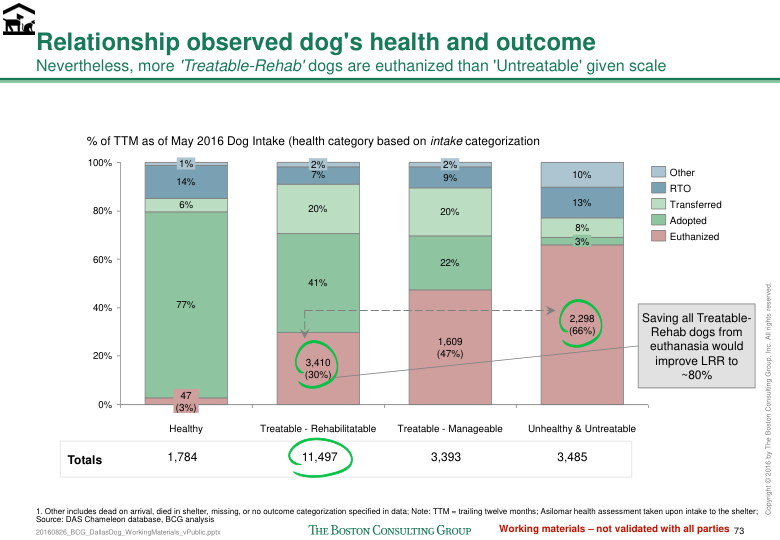 Relationship observed dog's health and outcome
Nevertheless, more 'Treatable-Rehab' dogs are euthanized than 'Untreatable' given scale
% of TTM as of May 2016 Dog Intake (health category based on intake categorization
100%
80%
60%
40%
20%
0%
1%
14%
6%
77%
47
(3%)
2%
7%
20%
41%
3,410
(30%)
2%
9%
20%
22%
1,609
(47%)
10%
13%
8%
3%
2,298
(66%)
Other
RTO
Transferred
Adopted
Euthanized
Saving all Treatable-
Rehab dogs from
euthanasia would
improve LRR to
~80%
Healthy
Treatable - Rehabilitatable
Treatable - Manageable
Unhealthy & Untreatable
Totals
1,784
11,497
3,393
3,485
1. Other includes dead on arrival, died in shelter, missing, or no outcome categorization specified in data; Note: TTM = trailing twelve months; Asilomar health assessment taken upon intake to the shelter;
Source: DAS Chameleon database, BCG analysis
20160826_BCG_DallasDog_WorkingMaterials_vPublic.pptx
THE BOSTON CONSULTING GROUP
Working materials – not validated with all parties
73
Copyright © 2016 by The Boston Consulting Group, Inc. All rights reserved.